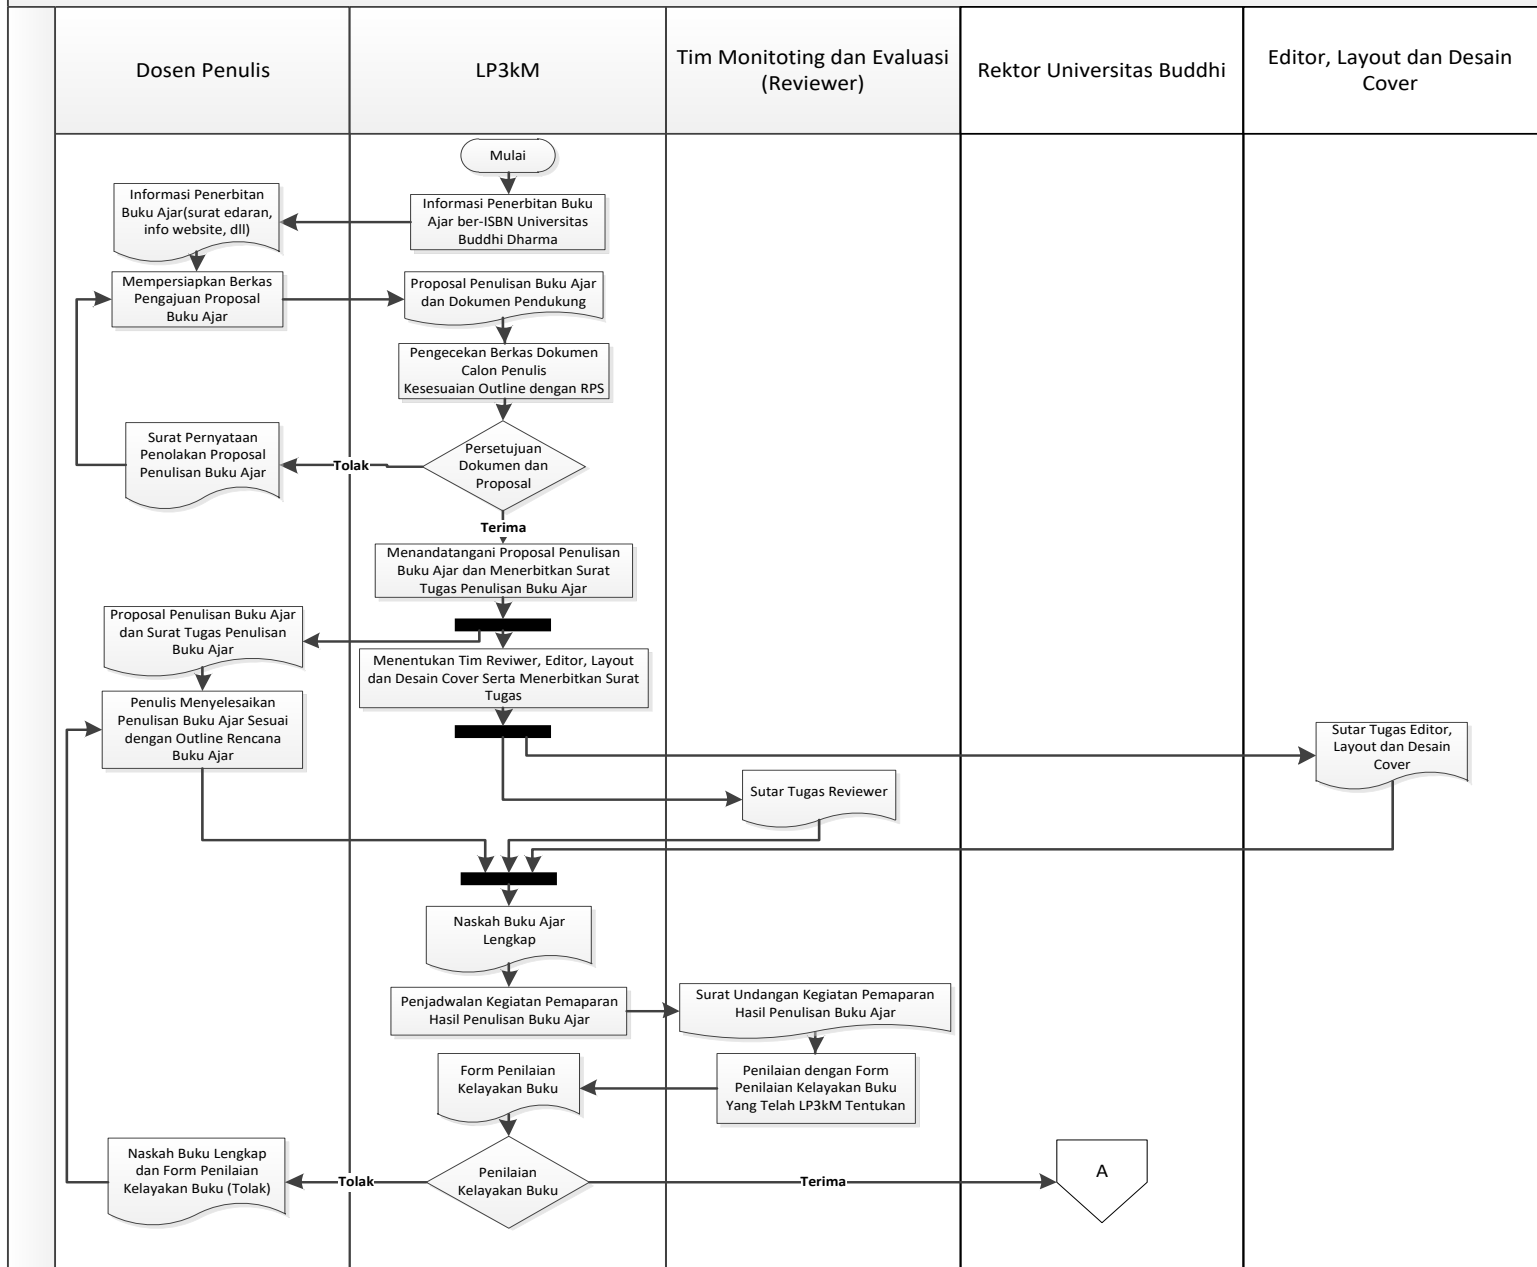 Dosen Penulis
LP3kM
Tim Monitoting dan Evaluasi
(Reviewer)
Rektor Universitas Buddhi
Editor, Layout dan Desain
Cover
Mulai
Informasi Penerbitan
Buku Ajar(surat edaran,
info website, dll)
Informasi Penerbitan Buku
Ajar ber-ISBN Universitas
Buddhi Dharma
Mempersiapkan Berkas
Pengajuan Proposal
Buku Ajar
Proposal Penulisan Buku Ajar
dan Dokumen Pendukung
Pengecekan Berkas Dokumen
Calon Penulis
Kesesuaian Outline dengan RPS
Surat Pernyataan
Penolakan Proposal
Penulisan Buku Ajar
Tolak
Persetujuan
Dokumen dan
Proposal
Terima
Menandatangani Proposal Penulisan
Buku Ajar dan Menerbitkan Surat
Tugas Penulisan Buku Ajar
Proposal Penulisan Buku Ajar
dan Surat Tugas Penulisan
Buku Ajar
Menentukan Tim Reviwer, Editor, Layout
dan Desain Cover Serta Menerbitkan Surat
Tugas
Penulis Menyelesaikan
Penulisan Buku Ajar Sesuai
dengan Outline Rencana
Buku Ajar
Sutar Tugas Editor,
Layout dan Desain
Cover
Sutar Tugas Reviewer
Naskah Buku Ajar
Lengkap
Penjadwalan Kegiatan Pemaparan
Hasil Penulisan Buku Ajar
Surat Undangan Kegiatan Pemaparan
Hasil Penulisan Buku Ajar
Form Penilaian
Kelayakan Buku
Penilaian dengan Form
Penilaian Kelayakan Buku
Yang Telah LP3kM Tentukan
Naskah Buku Lengkap
dan Form Penilaian
Kelayakan Buku (Tolak)
Tolak
Penilaian
Kelayakan Buku
Terima
A